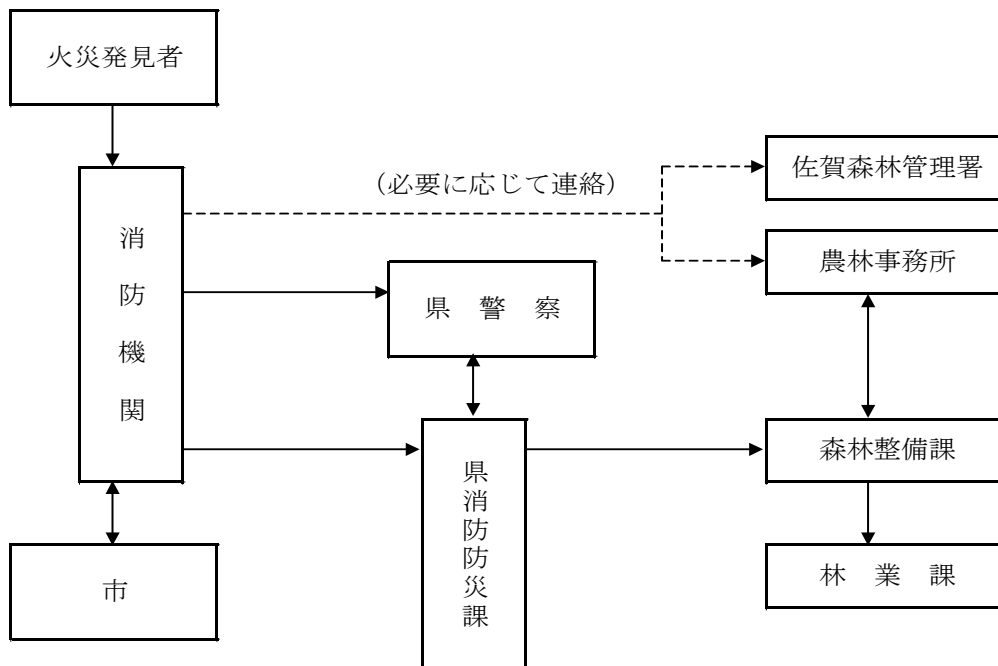 火災発見者
佐賀森林管理署
(必要に応じて連絡)
消防機関
農林事務所
県　警　察
森林整備課
県消防防災課
林　業　課
市